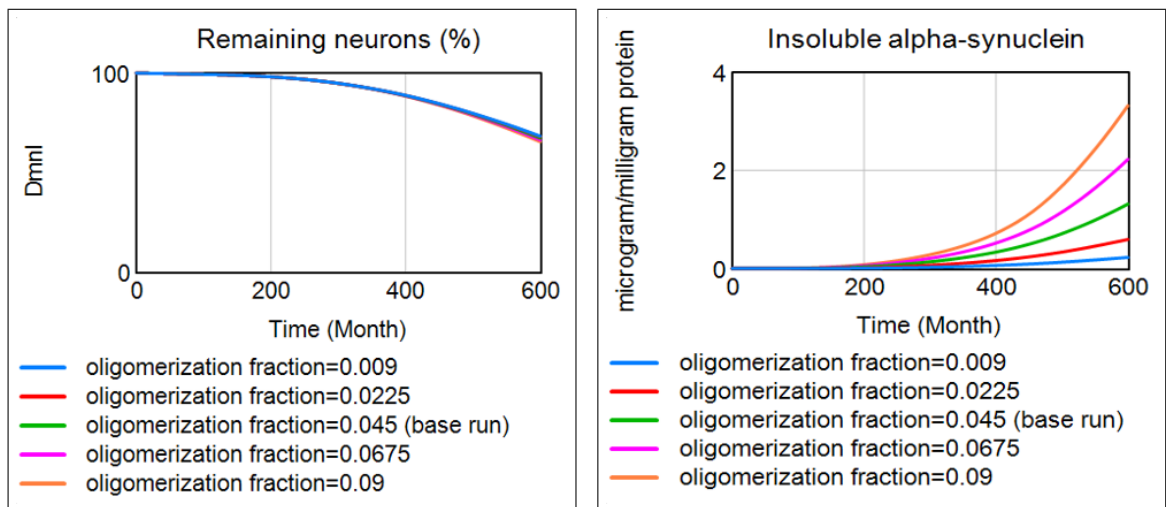 Remaining neurons (%)
Dmnl
100
0
0
200
400
600
Time (Month)
oligomerization fraction=0.009
oligomerization fraction=0.0225
oligomerization fraction=0.045 (base run)
oligomerization fraction=0.0675
oligomerization fraction=0.09
Insoluble alpha-synuclein
microgram/milligram protein
4
2
0
0
200
400
600
Time (Month)
oligomerization fraction=0.009
oligomerization fraction=0.0225
oligomerization fraction=0.045 (base run)
oligomerization fraction=0.0675
oligomerization fraction=0.09